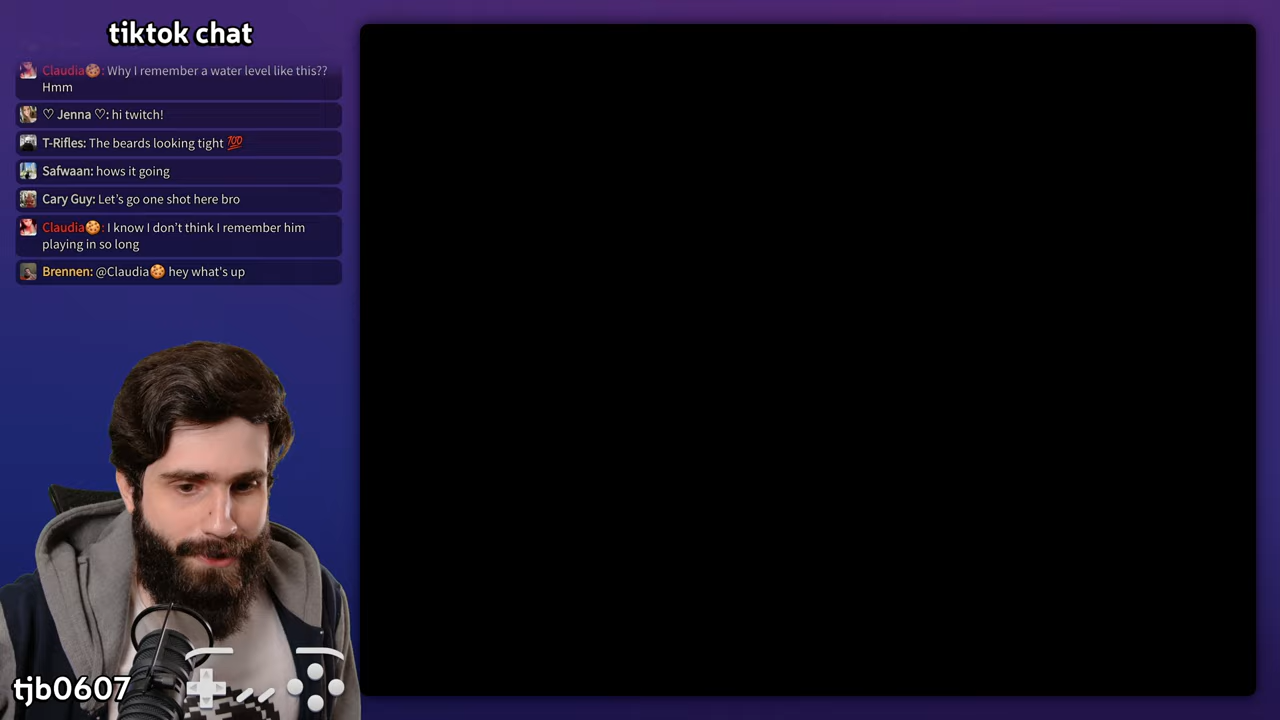 tiktok chat
Claudia🍪: Why I remember a water level like this??
Hmm
♡ Jenna ♡: hi twitch!
T-Rifles: The beards looking tight 💯
Safwaan: hows it going
Cary Guy: Let's go one shot here bro
Claudia🍪: I know I don't think I remember him
playing in so long
Brennen: @Claudia🍪 hey what's up
tjb0607